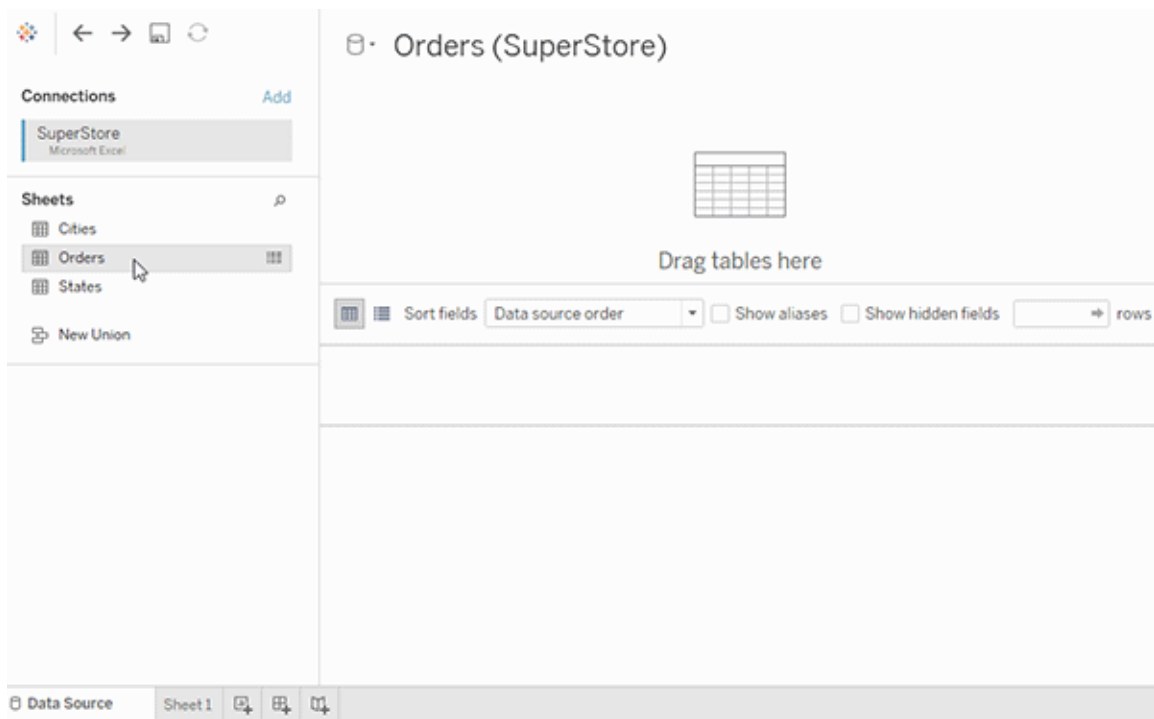 Orders (SuperStore)
Connections
Add
SuperStore
Microsoft Excel
Sheets
Cities
Orders
States
New Union
Drag tables here
Sort fields Data source order Show aliases Show hidden fields rows
Data Source Sheet 1